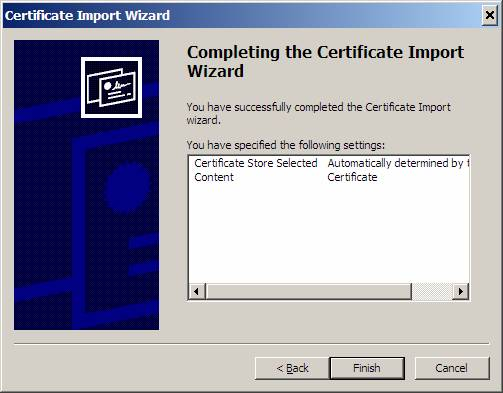 Certificate Import Wizard
Completing the Certificate Import
Wizard
You have successfully completed the Certificate Import
wizard.
You have specified the following settings:
Certificate Store Selected Automatically determined by t
Content Certificate
< Back Finish Cancel